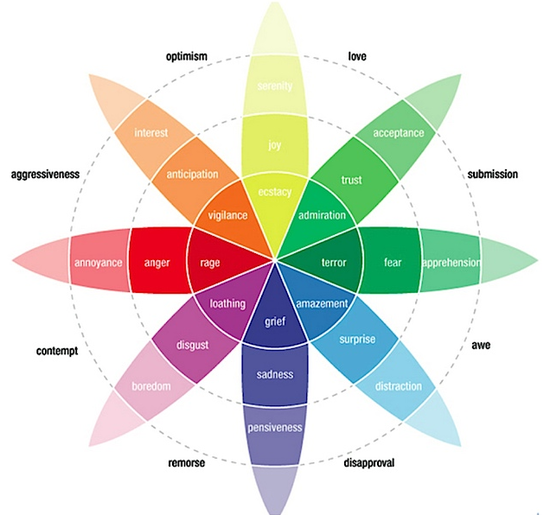 optimism
love
serenity
interest
acceptance
joy
anticipation
trust
aggressiveness
submission
ecstacy
vigilance
admiration
annoyance
anger
rage
terror
fear
apprehension
loathing
amazement
grief
disgust
surprise
contempt
awe
sadness
boredom
distraction
pensiveness
remorse
disapproval